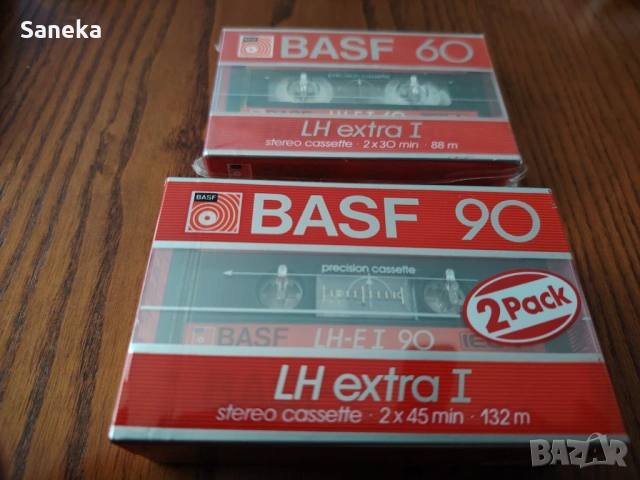 Saneka
BASF 60
precision cassette
LH extra I
stereo cassette · 2 x 30 min · 88 m
BASF
BASF 90
precision cassette
2 Pack
BASF LH-E I 90
LH extra I
stereo cassette · 2 x 45 min · 132 m
BAZAR